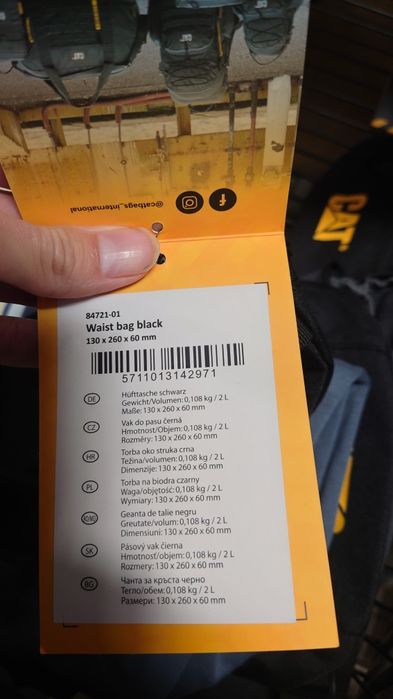 @catbags_international
84721-01
Waist bag black
130 x 260 x 60 mm
5711013142971
DE
Hüfttasche schwarz
Gewicht/Volumen: 0,108 kg / 2 L
Maße: 130 x 260 x 60 mm
CZ
Vak do pasu černá
Hmotnost/Objem: 0,108 kg / 2 L
Rozměry: 130 x 260 x 60 mm
HR
Torba oko struka crna
Težina/volumen: 0,108 kg / 2 L
Dimenzije: 130 x 260 x 60 mm
PL
Torba na biodra czarny
Waga/objętość: 0,108 kg / 2 L
Wymiary: 130 x 260 x 60 mm
RO/MD
Geanta de talie negru
Greutate/volum: 0,108 kg / 2 L
Dimensiuni: 130 x 260 x 60 mm
SK
Pásový vak čierna
Hmotnosť/objem: 0,108 kg / 2 L
Rozmery: 130 x 260 x 60 mm
BG
Чанта за кръста черно
Тегло/обем: 0,108 kg / 2 L
Размери: 130 x 260 x 60 mm
CAT